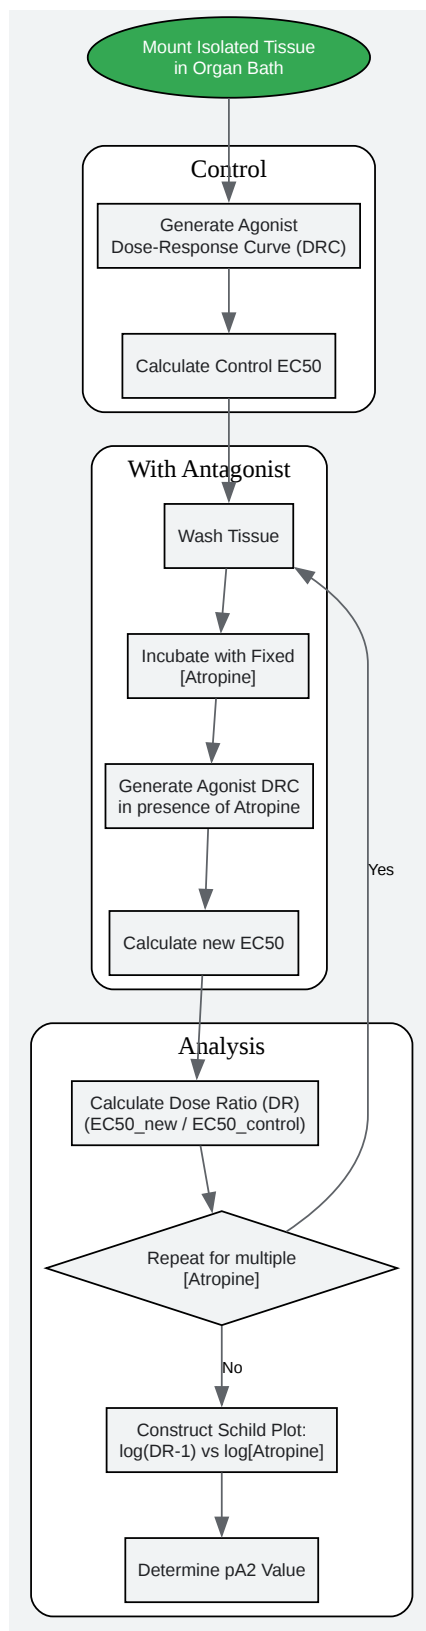 Mount Isolated Tissue
in Organ Bath
Control
Generate Agonist
Dose-Response Curve (DRC)
Calculate Control EC50
With Antagonist
Wash Tissue
Incubate with Fixed
[Atropine]
Generate Agonist DRC
in presence of Atropine
Yes
Calculate new EC50
Analysis
Calculate Dose Ratio (DR)
(EC50_new / EC50_control)
Repeat for multiple
[Atropine]
No
Construct Schild Plot:
log(DR-1) vs log[Atropine]
Determine pA2 Value